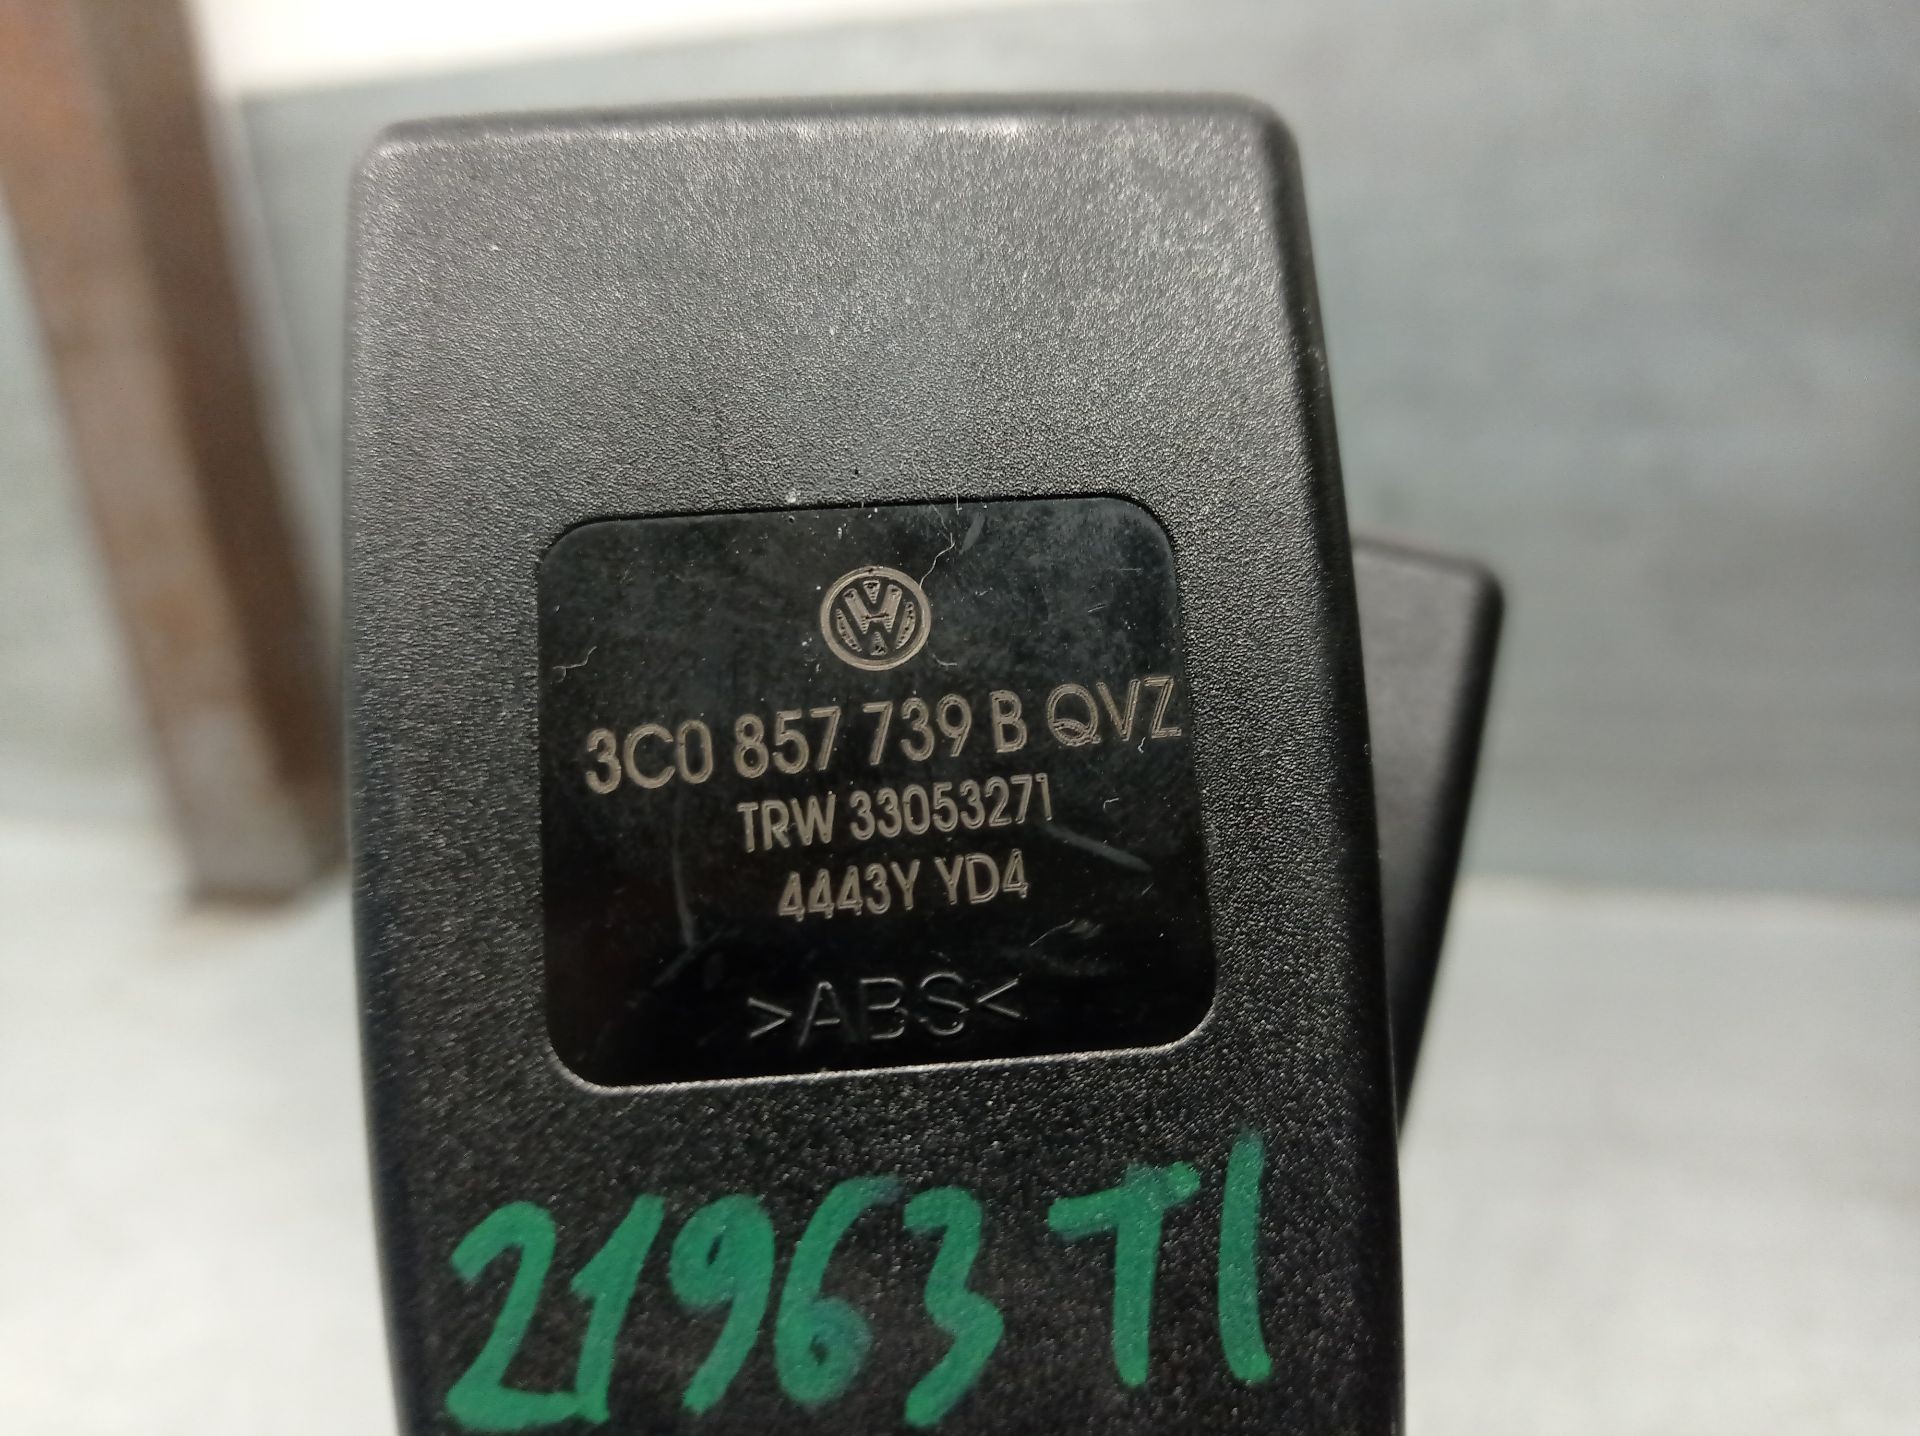 3C0 857 739 B QVZ
TRW 33053271
4443Y YD4
>ABS<
21963 TI